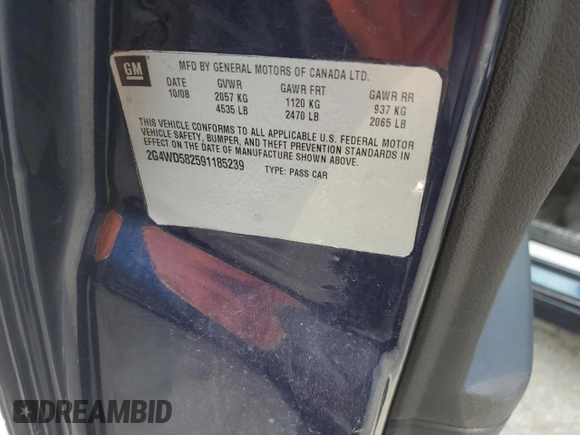 GM
MFD BY GENERAL MOTORS OF CANADA LTD.
DATE GVWR GAWR FRT GAWR RR
10/08 2057 KG 1120 KG 937 KG
4535 LB 2470 LB 2065 LB
THIS VEHICLE CONFORMS TO ALL APPLICABLE U.S. FEDERAL MOTOR
VEHICLE SAFETY, BUMPER, AND THEFT PREVENTION STANDARDS IN
EFFECT ON THE DATE OF MANUFACTURE SHOWN ABOVE.
2G4WD582591185239 TYPE: PASS CAR
DREAMBID